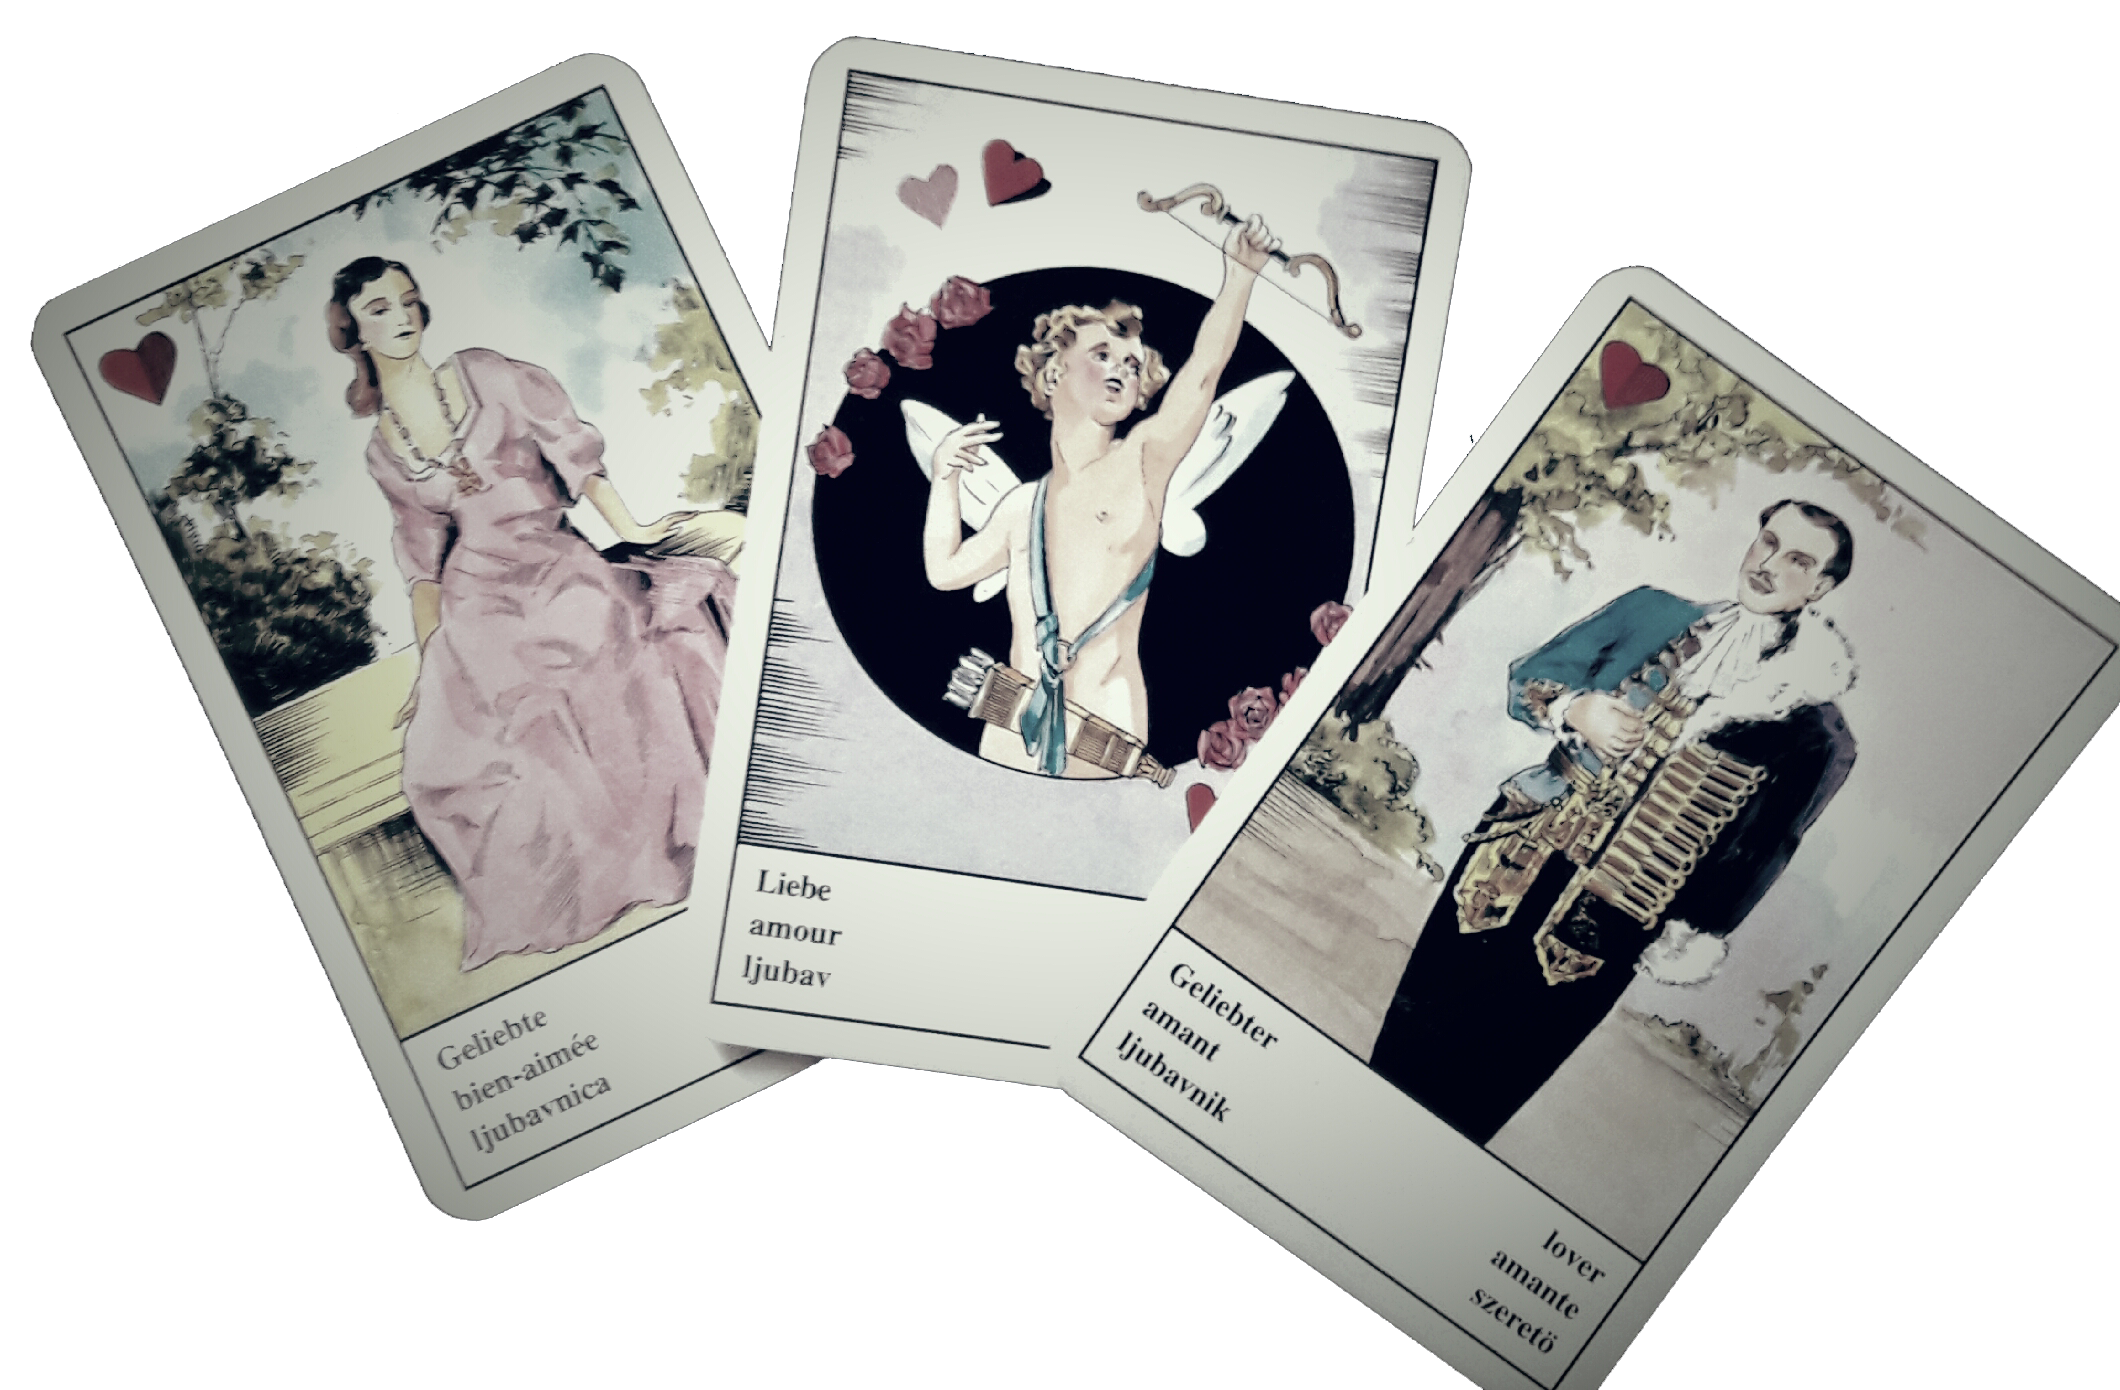 Geliebte
bien-aimée
ljubavnica
Liebe
amour
ljubav
Geliebter
amant
ljubavnik
lover
amante
szeretö